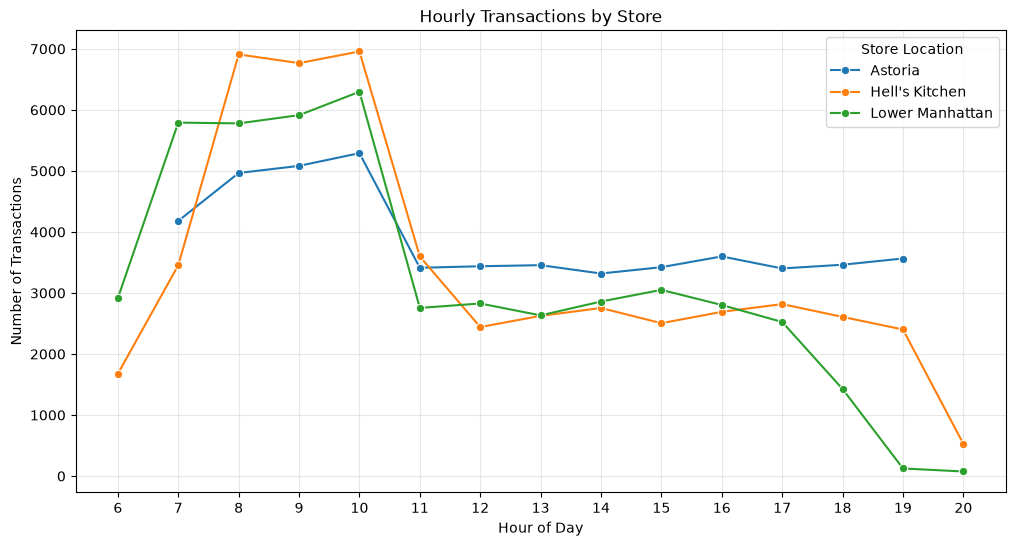 Hourly Transactions by Store
Number of Transactions
7000
6000
5000
4000
3000
2000
1000
0
Store Location
Astoria
Hell's Kitchen
Lower Manhattan
6 7 8 9 10 11 12 13 14 15 16 17 18 19 20
Hour of Day